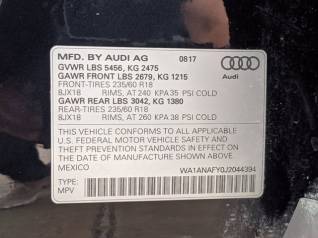 MFD. BY AUDI AG 0817
GVWR LBS 5456, KG 2475
GAWR FRONT LBS 2679, KG 1215
FRONT-TIRES 235/60 R18
8JX18 RIMS, AT 240 KPA 35 PSI COLD
GAWR REAR LBS 3042, KG 1380
REAR-TIRES 235/60 R18
8JX18 RIMS, AT 260 KPA 38 PSI COLD
Audi
THIS VEHICLE CONFORMS TO ALL APPLICABLE
U.S. FEDERAL MOTOR VEHICLE SAFETY AND
THEFT PREVENTION STANDARDS IN EFFECT
ON THE DATE OF MANUFACTURE SHOWN ABOVE.
MEXICO
WA1ANAFY0J2044394
TYPE:
MPV